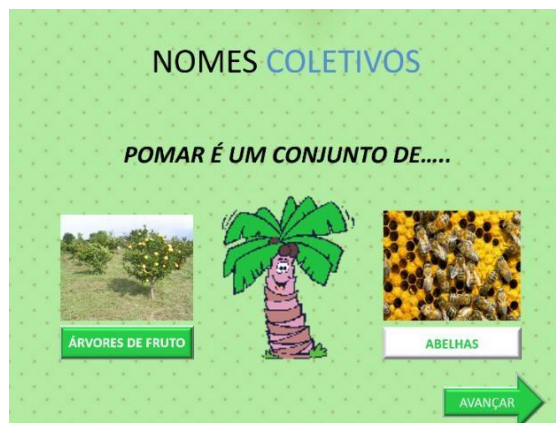 NOMES COLETIVOS
POMAR É UM CONJUNTO DE.....
ÁRVORES DE FRUTO
ABELHAS
AVANÇAR